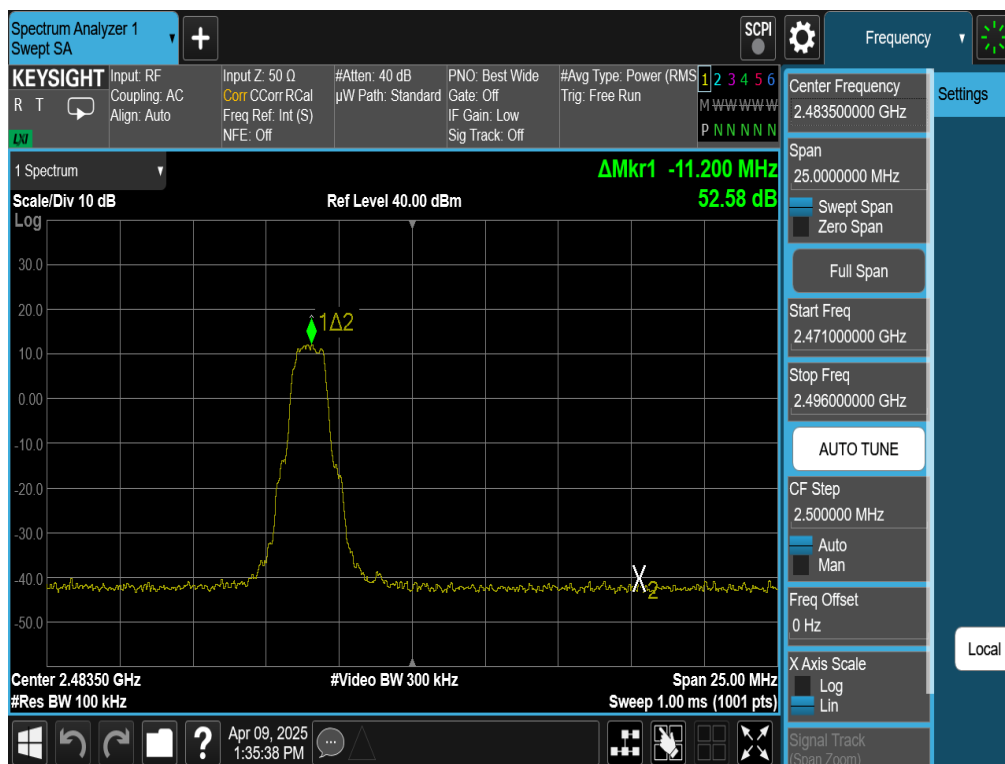 Spectrum Analyzer 1
Swept SA
+
SCPI
Frequency
KEYSIGHT
R T
LXI
Input: RF
Coupling: AC
Align: Auto
Input Z: 50 Ω
Corr CCorr RCal
Freq Ref: Int (S)
NFE: Off
#Atten: 40 dB
µW Path: Standard
PNO: Best Wide
Gate: Off
IF Gain: Low
Sig Track: Off
#Avg Type: Power (RMS
Trig: Free Run
1 2 3 4 5 6
M W W W W W
P N N N N N
1 Spectrum
Scale/Div 10 dB
Ref Level 40.00 dBm
ΔMkr1 -11.200 MHz
52.58 dB
Log
30.0
20.0
10.0
0.00
-10.0
-20.0
-30.0
-40.0
-50.0
1Δ2
X2
Center 2.48350 GHz
#Video BW 300 kHz
Span 25.00 MHz
#Res BW 100 kHz
Sweep 1.00 ms (1001 pts)
Center Frequency
2.483500000 GHz
Span
25.0000000 MHz
Swept Span
Zero Span
Full Span
Start Freq
2.471000000 GHz
Stop Freq
2.496000000 GHz
AUTO TUNE
CF Step
2.500000 MHz
Auto
Man
Freq Offset
0 Hz
X Axis Scale
Log
Lin
Signal Track
(Span Zoom)
Settings
Local
?
Apr 09, 2025
1:35:38 PM